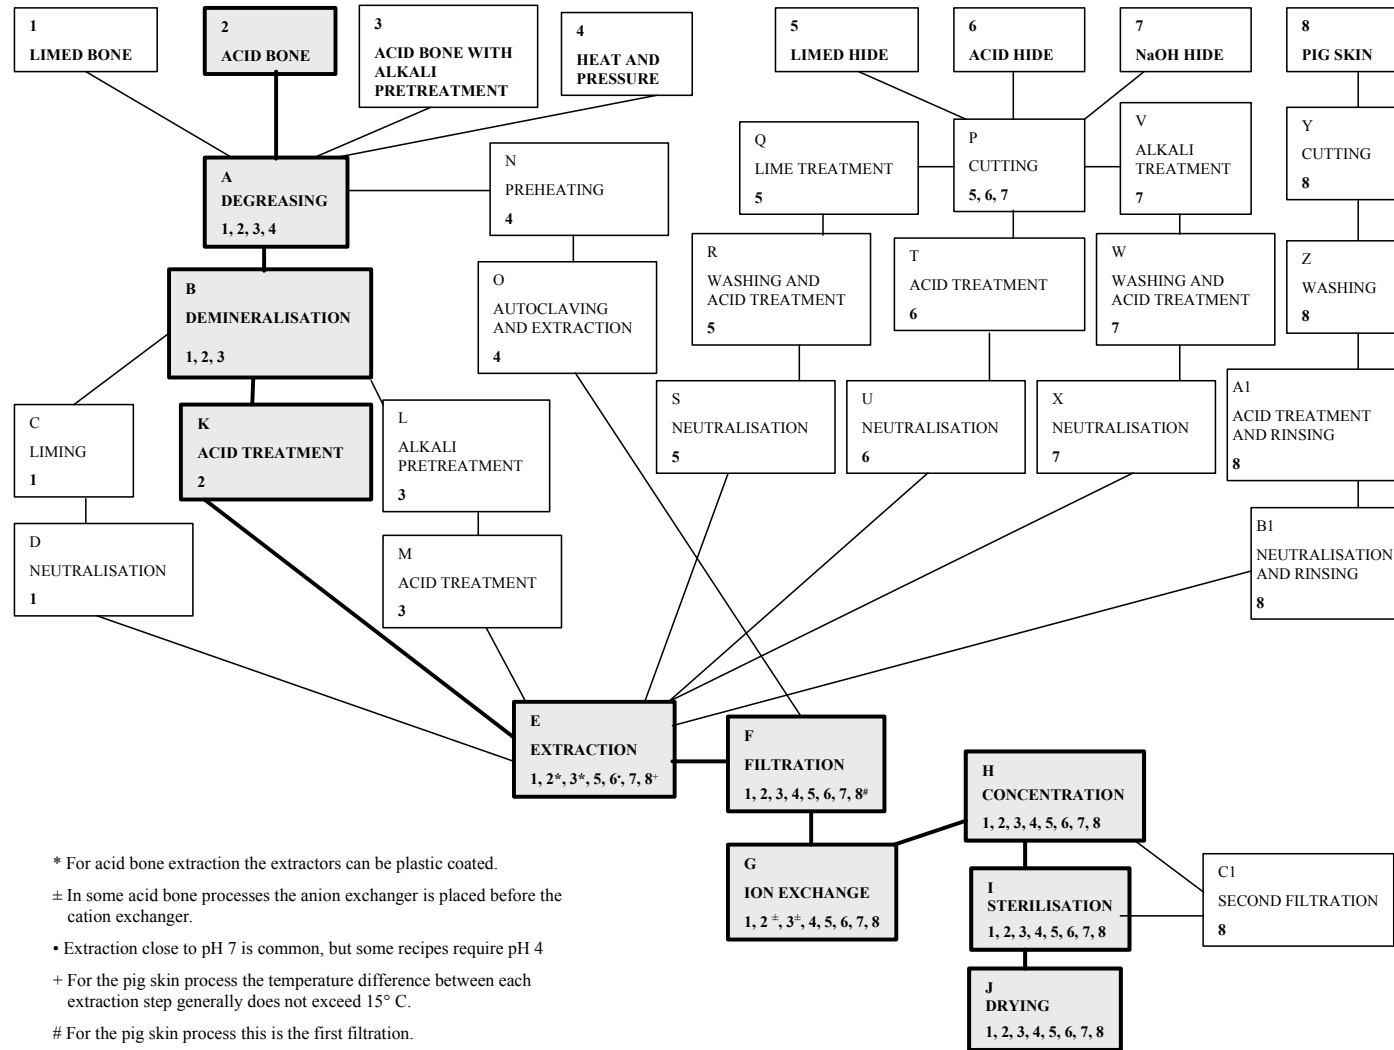 1
LIMED BONE
2
ACID BONE
3
ACID BONE WITH
ALKALI
PRETREATMENT
4
HEAT AND
PRESSURE
5
LIMED HIDE
6
ACID HIDE
7
NaOH HIDE
8
PIG SKIN
A
DEGREASING
1, 2, 3, 4
N
PREHEATING
4
Q
LIME TREATMENT
5
P
CUTTING
5, 6, 7
V
ALKALI
TREATMENT
7
Y
CUTTING
8
B
DEMINERALISATION
1, 2, 3
O
AUTOCLAVING
AND EXTRACTION
4
R
WASHING AND
ACID TREATMENT
5
T
ACID TREATMENT
6
W
WASHING AND
ACID TREATMENT
7
Z
WASHING
8
C
LIMING
1
K
ACID TREATMENT
2
L
ALKALI
PRETREATMENT
3
S
NEUTRALISATION
5
U
NEUTRALISATION
6
X
NEUTRALISATION
7
A1
ACID TREATMENT
AND RINSING
8
D
NEUTRALISATION
1
M
ACID TREATMENT
3
B1
NEUTRALISATION
AND RINSING
8
E
EXTRACTION
1, 2*, 3*, 5, 6•, 7, 8+
F
FILTRATION
1, 2, 3, 4, 5, 6, 7, 8#
G
ION EXCHANGE
1, 2 ±, 3±, 4, 5, 6, 7, 8
H
CONCENTRATION
1, 2, 3, 4, 5, 6, 7, 8
I
STERILISATION
1, 2, 3, 4, 5, 6, 7, 8
C1
SECOND FILTRATION
8
J
DRYING
1, 2, 3, 4, 5, 6, 7, 8
* For acid bone extraction the extractors can be plastic coated.
± In some acid bone processes the anion exchanger is placed before the
cation exchanger.
• Extraction close to pH 7 is common, but some recipes require pH 4
+ For the pig skin process the temperature difference between each
extraction step generally does not exceed 15° C.
# For the pig skin process this is the first filtration.